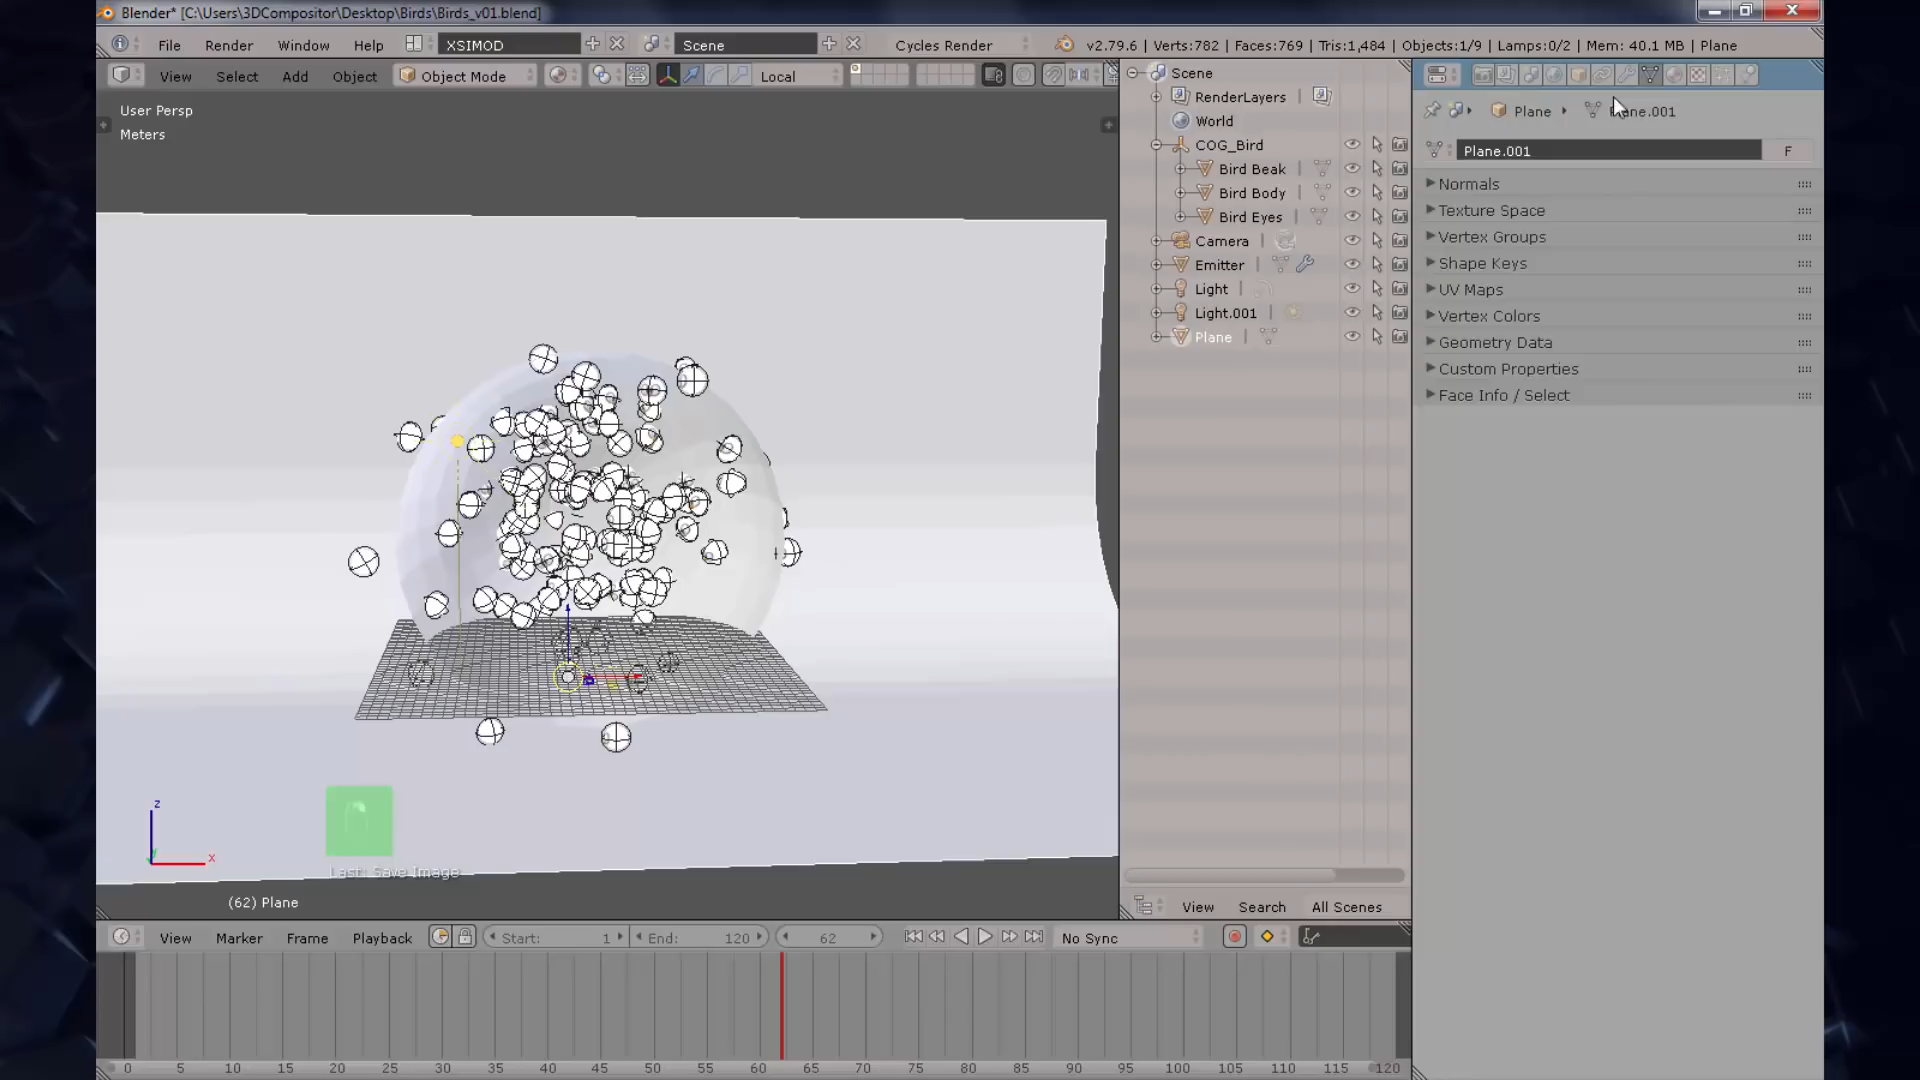 Blender* [C:\Users\3DCompositor\Desktop\Birds\Birds_v01.blend]
File Render Window Help XSIMOD Scene Cycles Render v2.79.6 | Verts:782 | Faces:769 | Tris:1,484 | Objects:1/9 | Lamps:0/2 | Mem: 40.1 MB | Plane
View Select Add Object Object Mode Local
User Persp
Meters
Scene
RenderLayers
World
COG_Bird
Bird Beak
Bird Body
Bird Eyes
Camera
Emitter
Light
Light.001
Plane
Plane
Plane.001 F
Normals
Texture Space
Vertex Groups
Shape Keys
UV Maps
Vertex Colors
Geometry Data
Custom Properties
Face Info / Select
z
x
Last: Save Image
(62) Plane
View Search All Scenes
View Marker Frame Playback Start: 1 End: 120 62 No Sync
0 5 10 15 20 25 30 35 40 45 50 55 60 65 70 75 80 85 90 95 100 105 110 115 120